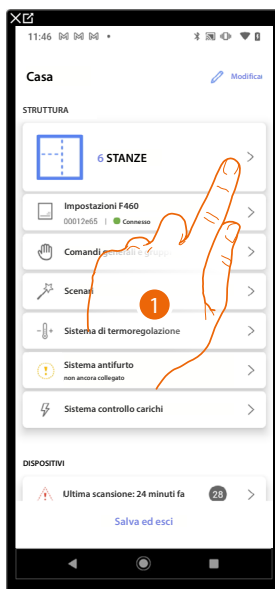 11:46
Casa
Modificar
STRUTTURA
6 STANZE
Impostazioni F460
00012e65 | Connesso
Comandi generali e
Scenari
1
Sistema di termoregolazione
Sistema antifurto
non ancora collegato
Sistema controllo carichi
DISPOSITIVI
Ultima scansione: 24 minuti fa
28
Salva ed esci